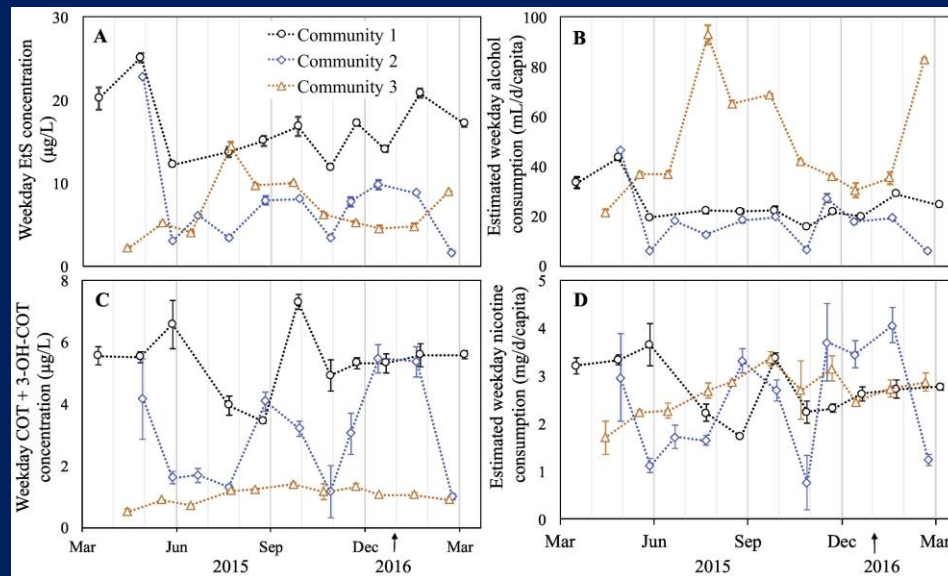 A
Community 1
Community 2
Community 3
Weekday EtS concentration
(µg/L)
30
20
10
0
B
Estimated weekday alcohol
consumption (mL/d/capita)
100
80
60
40
20
0
C
Weekday COT + 3-OH-COT
concentration (µg/L)
8
6
4
2
0
Mar
Jun
Sep
Dec
Mar
2015
2016
D
Estimated weekday nicotine
consumption (mg/d/capita)
5
4
3
2
1
0
Mar
Jun
Sep
Dec
Mar
2015
2016